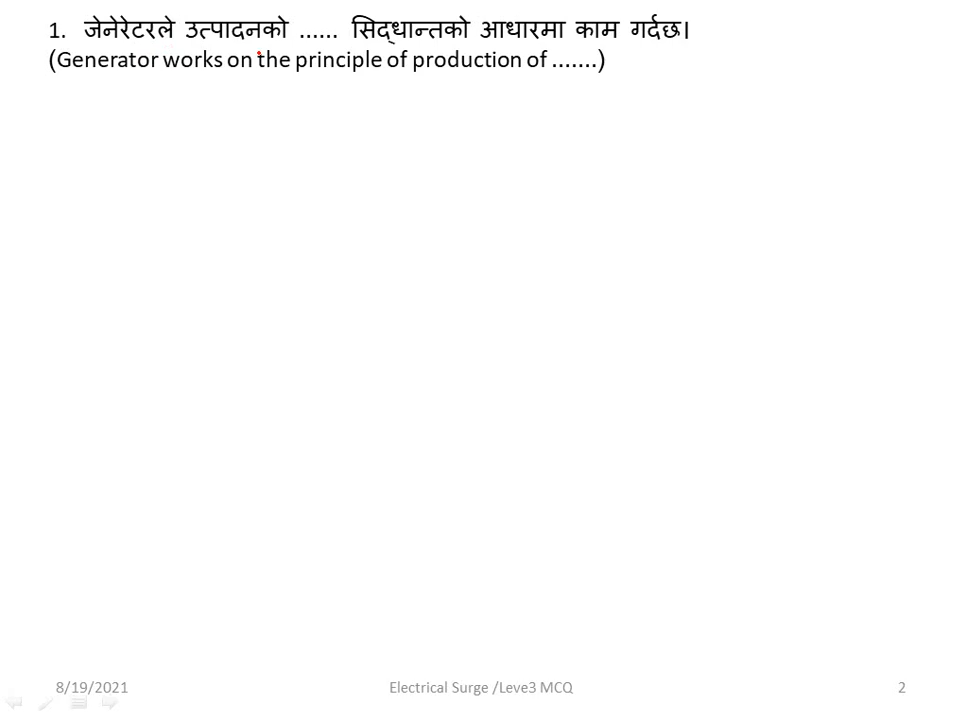 1. जेनेरेटरले उत्पादनको ...... सिद्धान्तको आधारमा काम गर्दछ।
(Generator works on the principle of production of .......)
8/19/2021
Electrical Surge /Leve3 MCQ
2